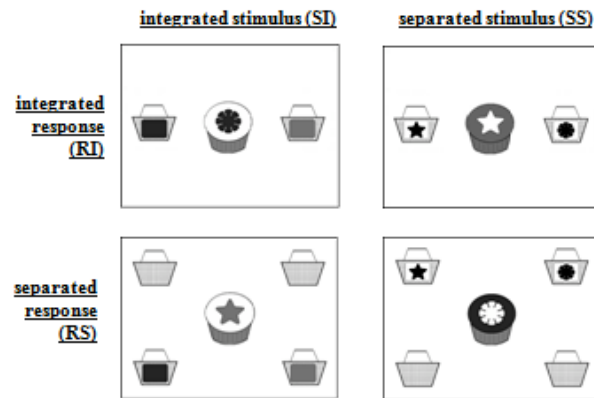 integrated stimulus (SI)
separated stimulus (SS)
integrated
response
(RI)
separated
response
(RS)